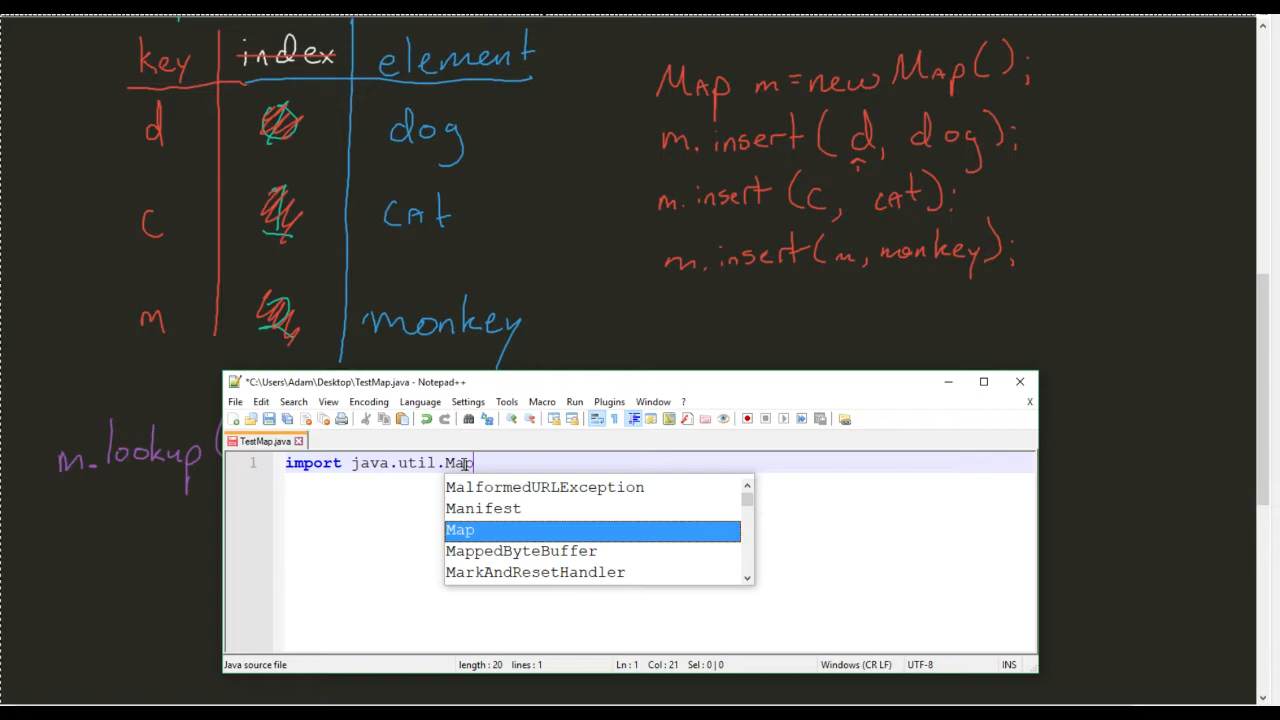 key index element
d dog
c cat
m monkey
Map m = new Map();
m.insert( d, dog );
m.insert (c, cat);
m.insert(m, monkey);
m.lookup (
*C:\Users\Adam\Desktop\TestMap.java - Notepad++
File Edit Search View Encoding Language Settings Tools Macro Run Plugins Window ? X
TestMap.java
1 import java.util.Map
MalformedURLException
Manifest
Map
MappedByteBuffer
MarkAndResetHandler
Java source file length : 20 lines : 1 Ln : 1 Col : 21 Sel : 0 | 0 Windows (CR LF) UTF-8 INS